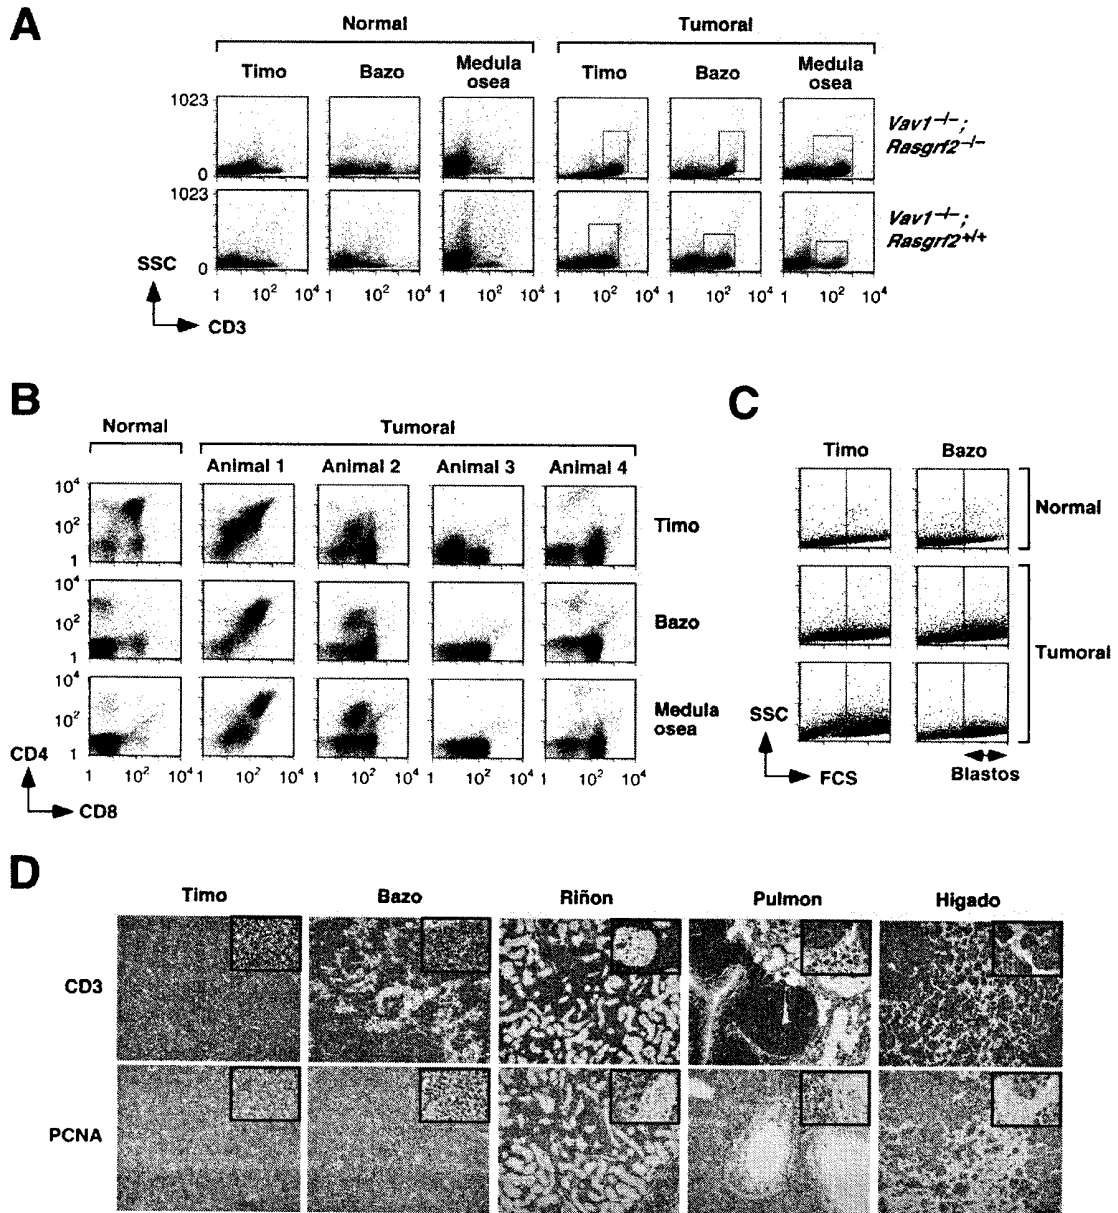 A
Normal
Tumoral
Timo
Bazo
Medula
osea
Timo
Bazo
Medula
osea
1023
0
Vav1–/–;
Rasgrf2–/–
1023
0
Vav1–/–;
Rasgrf2+/+
SSC
1 10² 10⁴
1 10² 10⁴
1 10² 10⁴
1 10² 10⁴
1 10³ 10⁴
1 10² 10⁴
CD3
B
Normal
Tumoral
Animal 1
Animal 2
Animal 3
Animal 4
10⁴
10²
1
Timo
10⁴
10²
1
Bazo
10⁴
10²
1
Medula
osea
CD4
1 10² 10⁴
1 10² 10⁴
1 10² 10⁴
1 10² 10⁴
1 10² 10⁴
CD8
C
Timo
Bazo
Normal
Tumoral
SSC
FCS
Blastos
D
Timo
Bazo
Riñon
Pulmon
Higado
CD3
PCNA